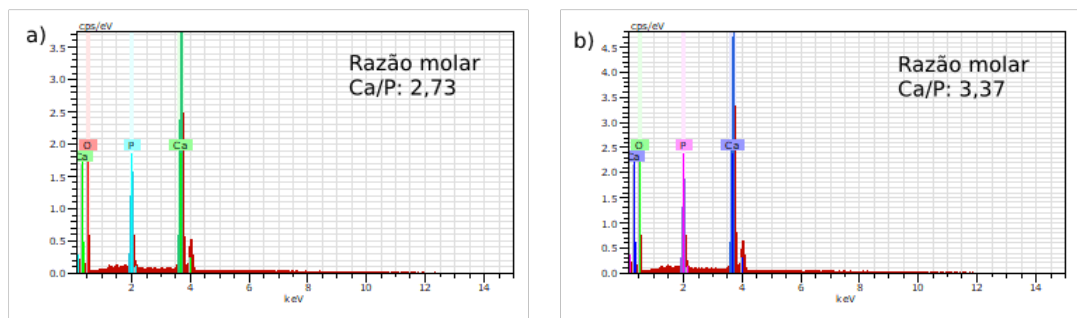 a)
cps/eV
Razão molar
Ca/P: 2,73
3.5
3.0
2.5
2.0
1.5
1.0
0.5
0.0
O
Ca
P
Ca
2 4 6 8 10 12 14
keV
b)
cps/eV
Razão molar
Ca/P: 3,37
4.5
4.0
3.5
3.0
2.5
2.0
1.5
1.0
0.5
0.0
O
Ca
P
Ca
2 4 6 8 10 12 14
keV